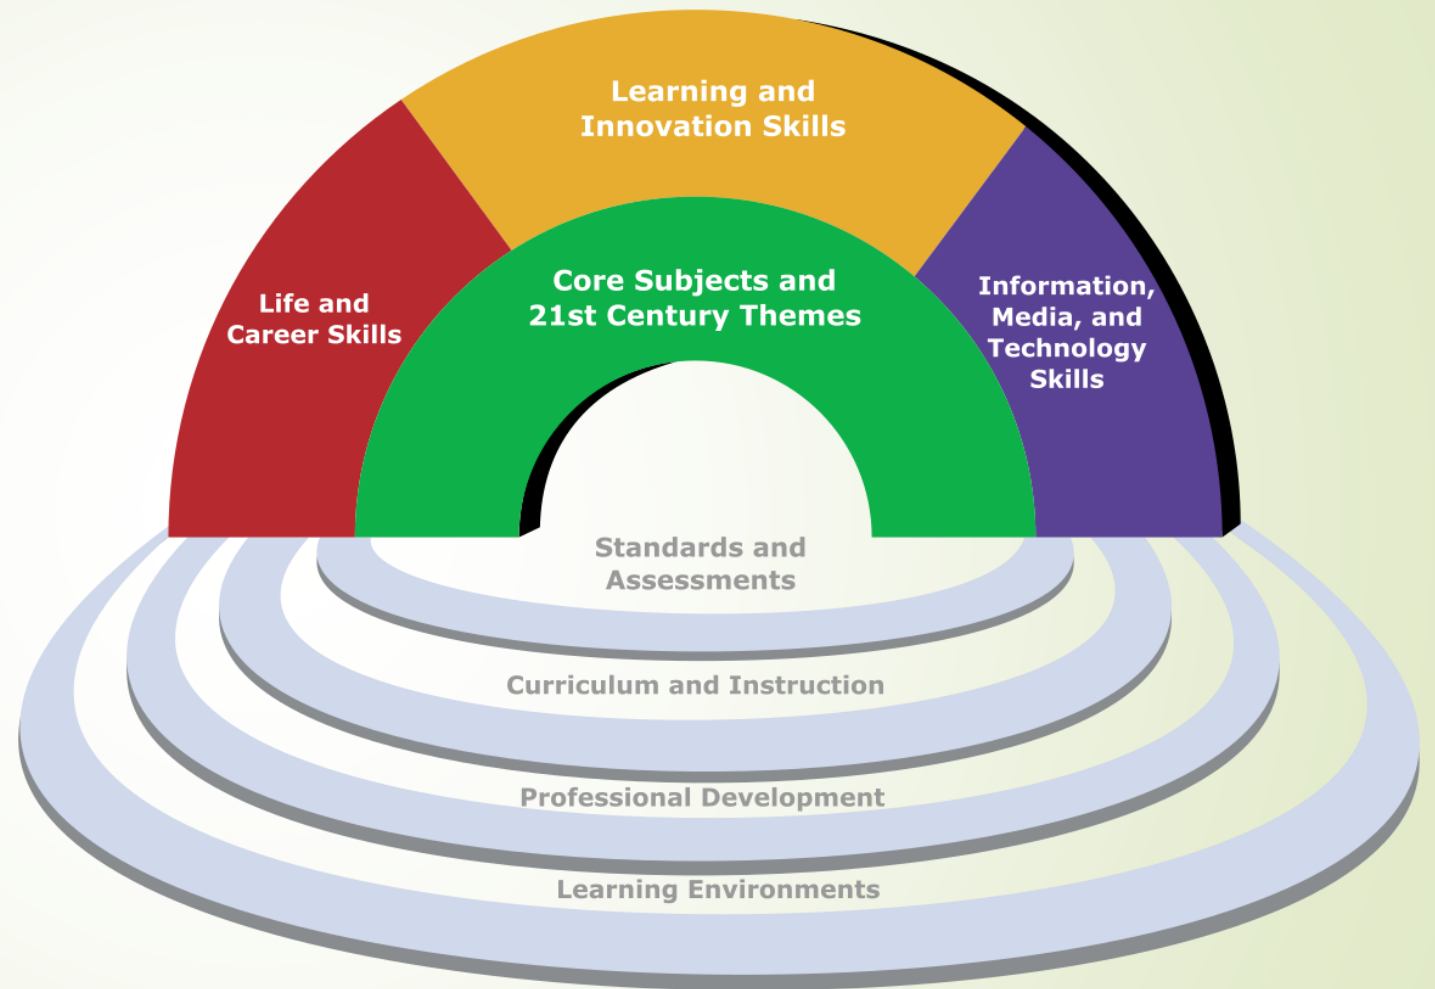 Learning and
Innovation Skills
Core Subjects and
21st Century Themes
Life and
Career Skills
Information,
Media, and
Technology
Skills
Standards and
Assessments
Curriculum and Instruction
Professional Development
Learning Environments